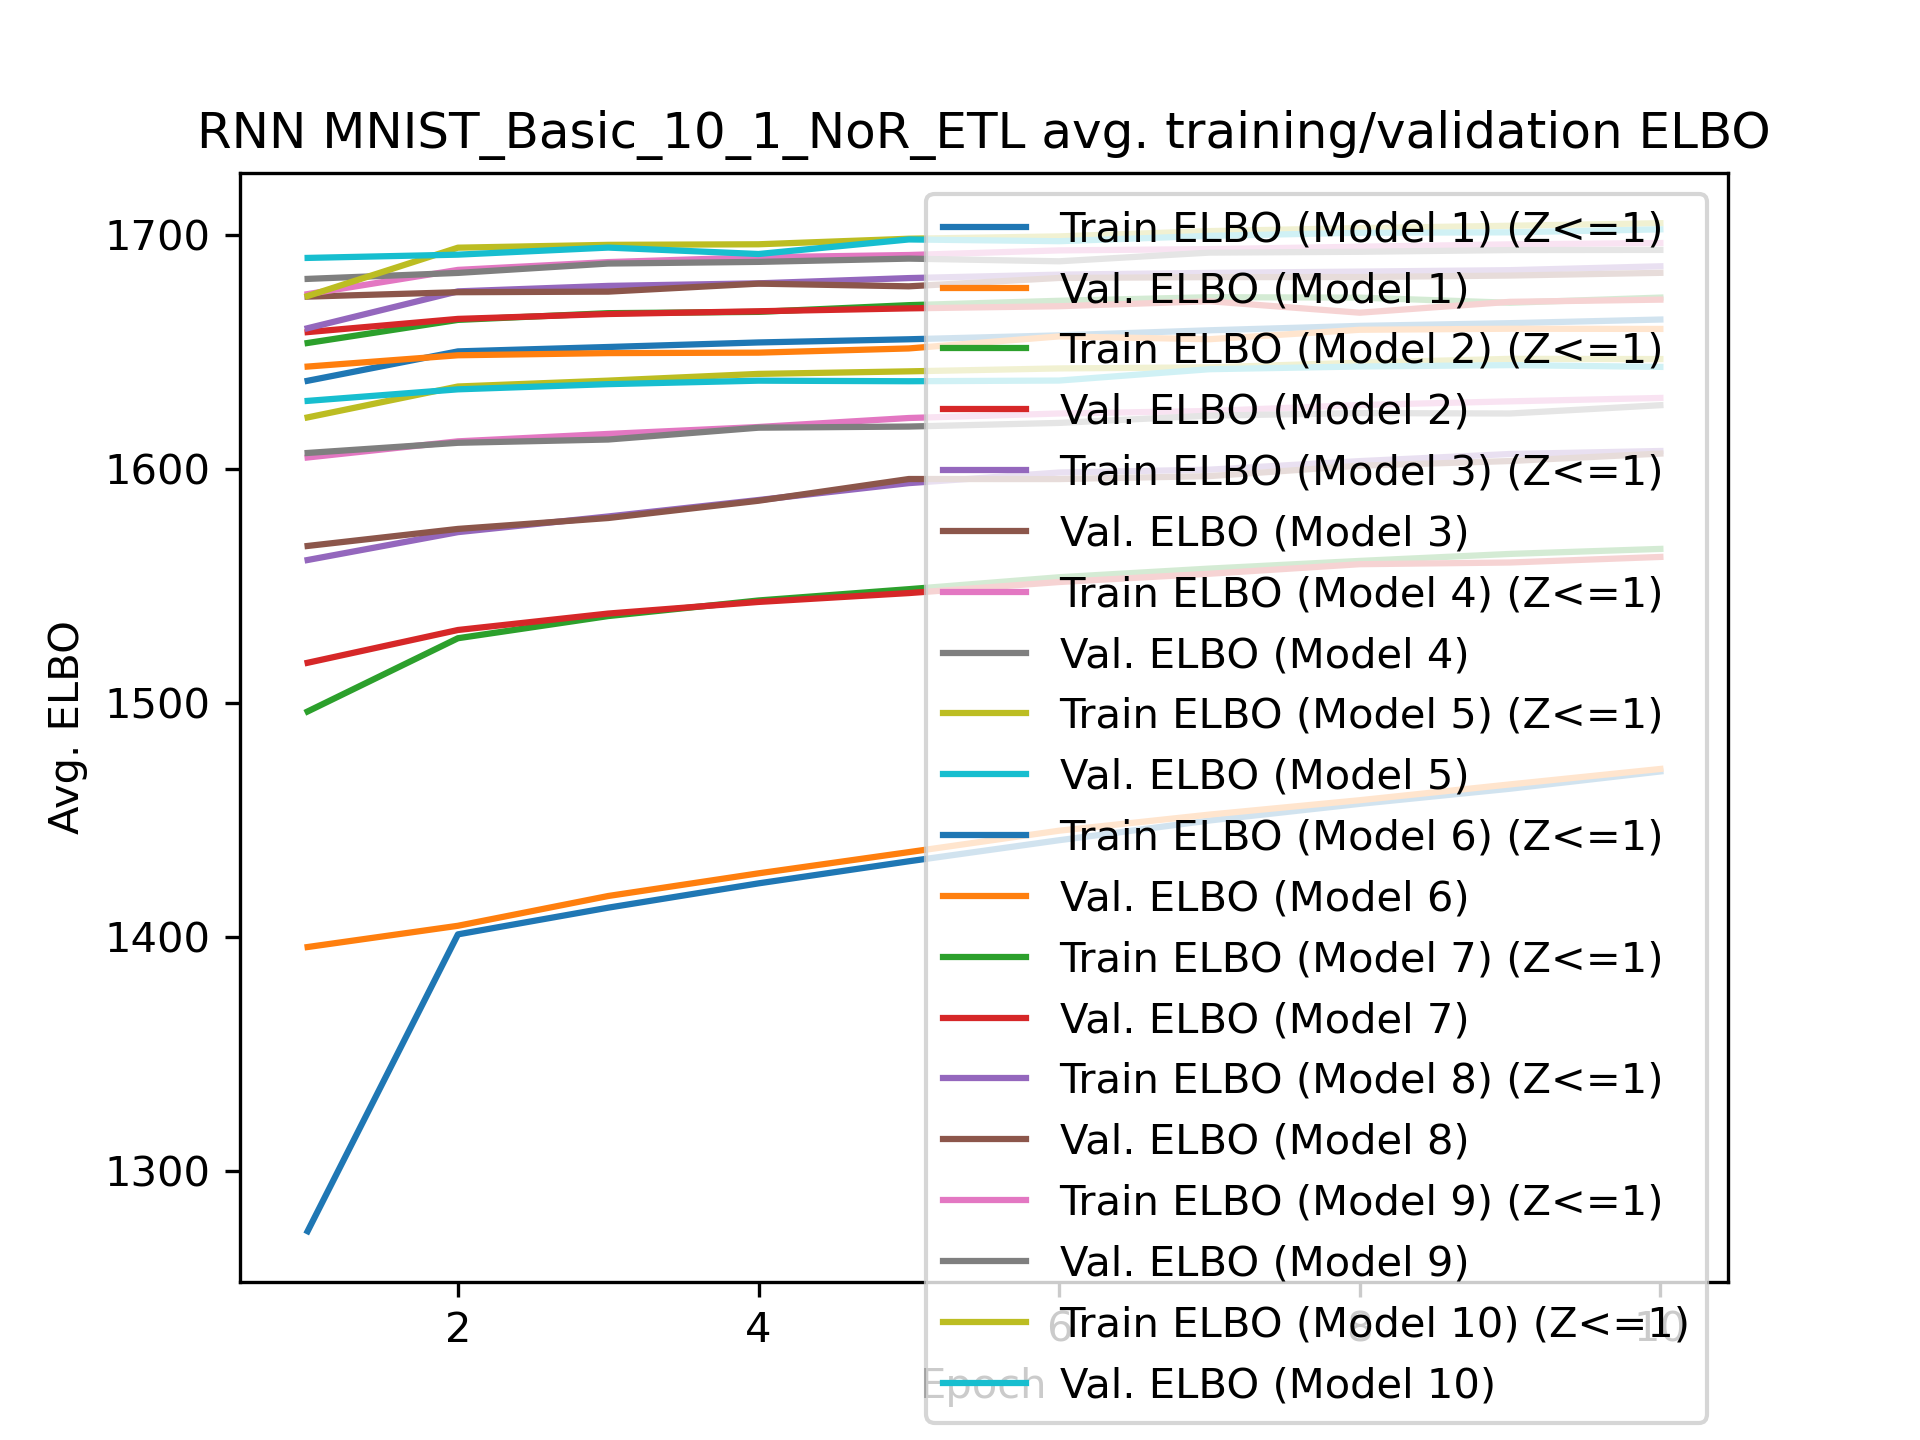 RNN MNIST_Basic_10_1_NoR_ETL avg. training/validation ELBO
Avg. ELBO
1700
1600
1500
1400
1300
Train ELBO (Model 1) (Z<=1)
Val. ELBO (Model 1)
Train ELBO (Model 2) (Z<=1)
Val. ELBO (Model 2)
Train ELBO (Model 3) (Z<=1)
Val. ELBO (Model 3)
Train ELBO (Model 4) (Z<=1)
Val. ELBO (Model 4)
Train ELBO (Model 5) (Z<=1)
Val. ELBO (Model 5)
Train ELBO (Model 6) (Z<=1)
Val. ELBO (Model 6)
Train ELBO (Model 7) (Z<=1)
Val. ELBO (Model 7)
Train ELBO (Model 8) (Z<=1)
Val. ELBO (Model 8)
Train ELBO (Model 9) (Z<=1)
Val. ELBO (Model 9)
Train ELBO (Model 10) (Z<=1)
Val. ELBO (Model 10)
2 4 6 8 10
Epoch